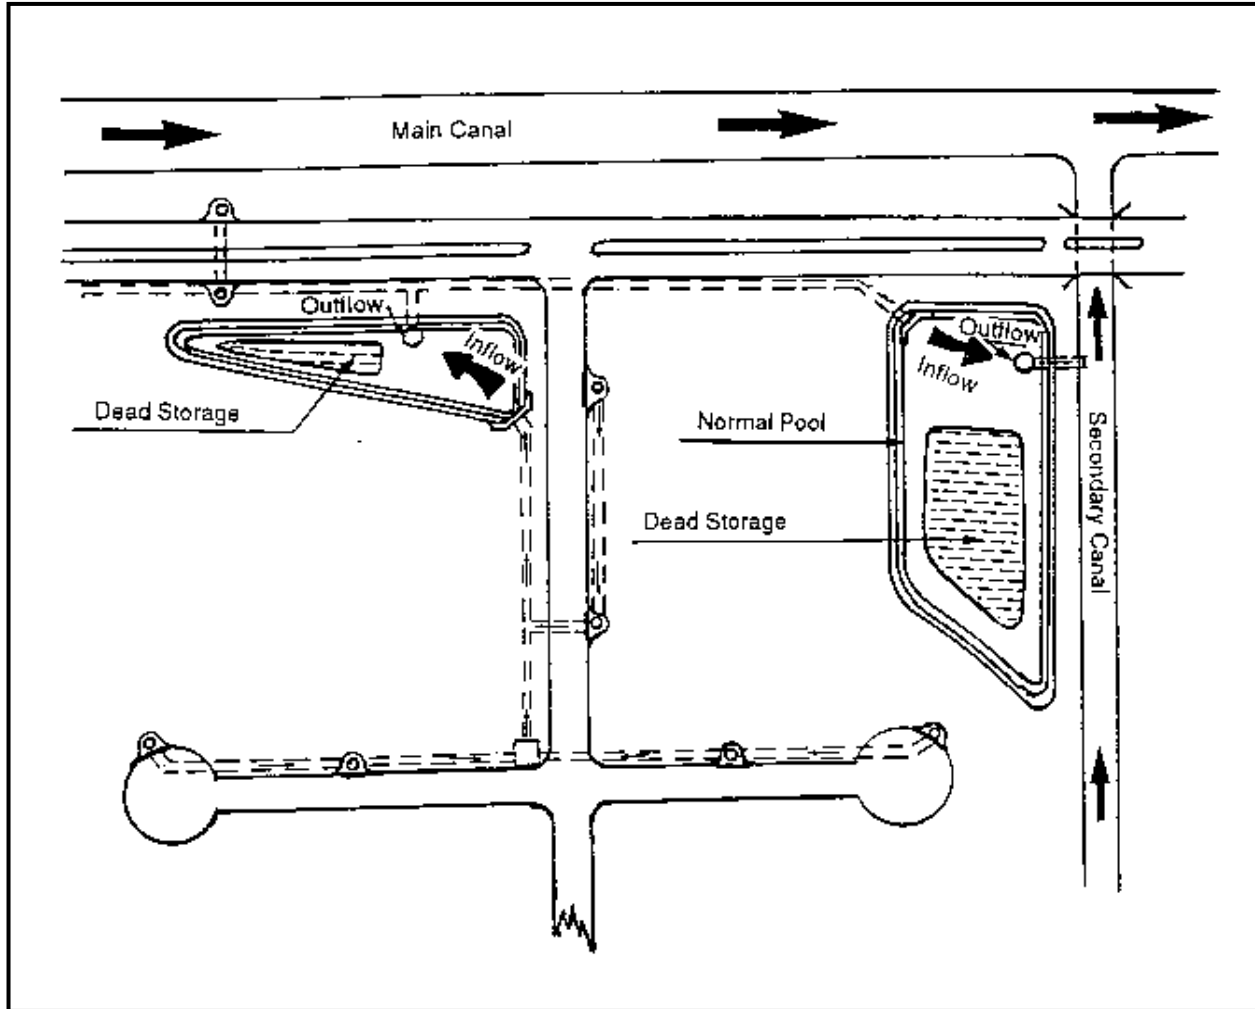 Main Canal
Outflow
Inflow
Dead Storage
Outflow
Inflow
Normal Pool
Dead Storage
Secondary Canal